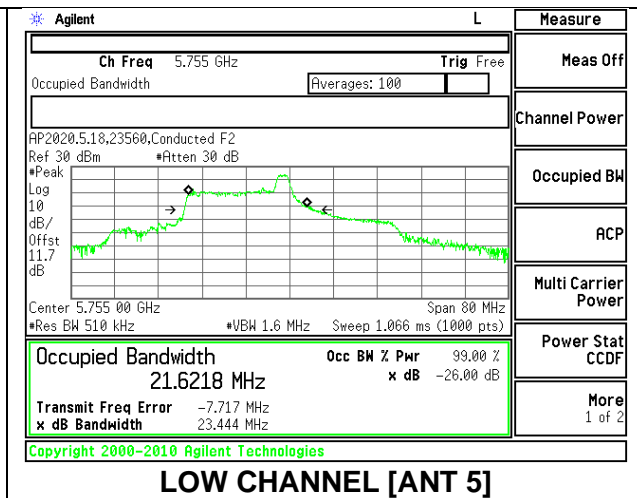 Agilent L Measure
Ch Freq 5.755 GHz Trig Free
Meas Off
Occupied Bandwidth Averages: 100
Channel Power
AP2020.5.18,23560,Conducted F2
Ref 30 dBm #Atten 30 dB
#Peak
Log
10
dB/
Offst
11.7
dB
Occupied BW
ACP
Multi Carrier
Power
Center 5.755 00 GHz Span 80 MHz
#Res BW 510 kHz #VBW 1.6 MHz Sweep 1.066 ms (1000 pts)
Power Stat
CCDF
Occupied Bandwidth Occ BW % Pwr 99.00 %
21.6218 MHz x dB -26.00 dB
Transmit Freq Error -7.717 MHz
x dB Bandwidth 23.444 MHz
More
1 of 2
Copyright 2000-2010 Agilent Technologies
LOW CHANNEL [ANT 5]